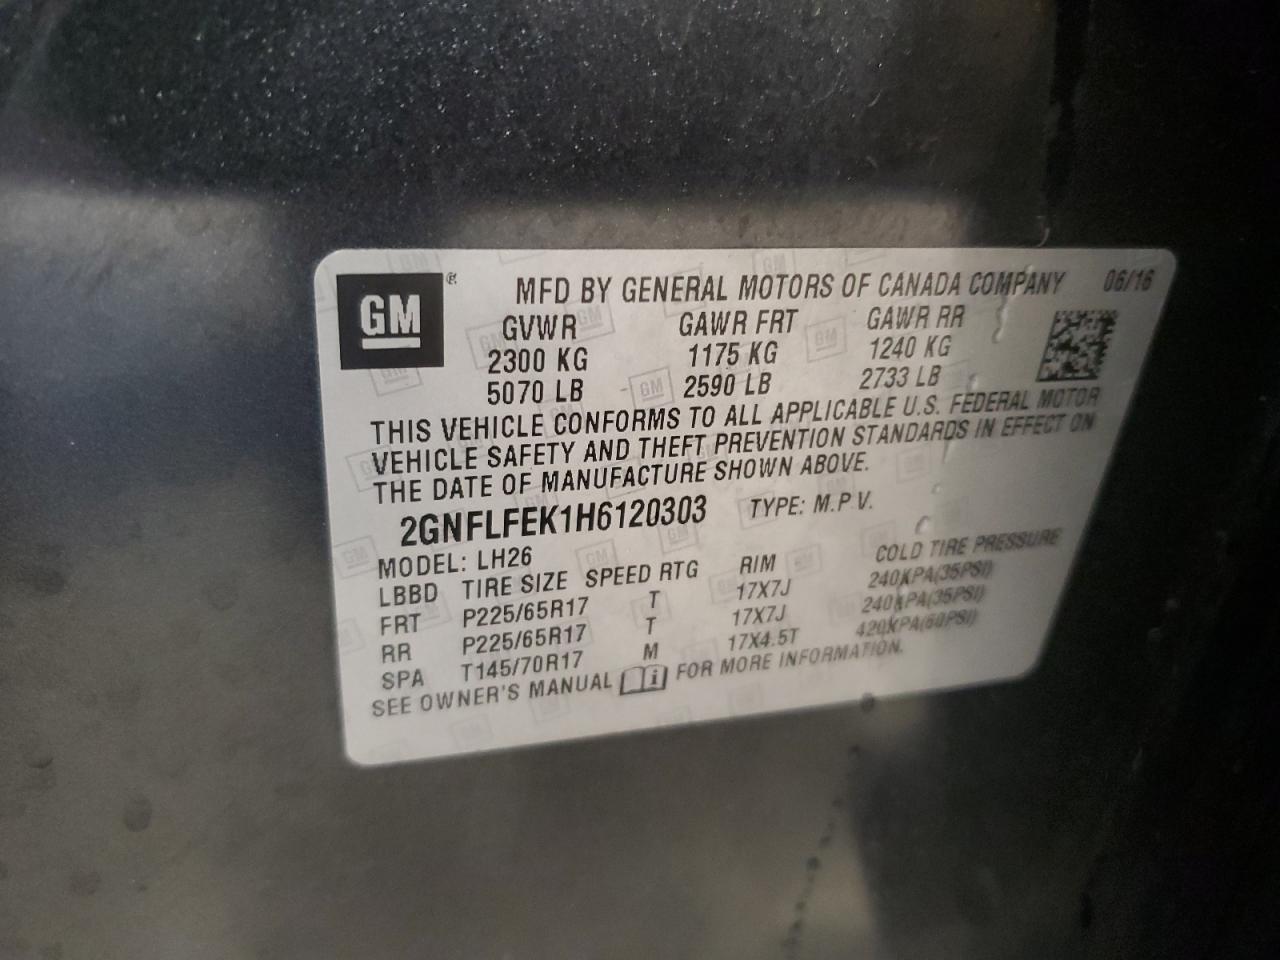 GM ®
MFD BY GENERAL MOTORS OF CANADA COMPANY 06/16
GVWR GAWR FRT GAWR RR
2300 KG 1175 KG 1240 KG
5070 LB 2590 LB 2733 LB
THIS VEHICLE CONFORMS TO ALL APPLICABLE U.S. FEDERAL MOTOR
VEHICLE SAFETY AND THEFT PREVENTION STANDARDS IN EFFECT ON
THE DATE OF MANUFACTURE SHOWN ABOVE.
2GNFLFEK1H6120303 TYPE: M.P.V.
MODEL: LH26
LBBD TIRE SIZE SPEED RTG RIM COLD TIRE PRESSURE
FRT P225/65R17 T 17X7J 240KPA(35PSI)
RR P225/65R17 T 17X7J 240KPA(35PSI)
SPA T145/70R17 M 17X4.5T 420KPA(60PSI)
SEE OWNER'S MANUAL i FOR MORE INFORMATION.